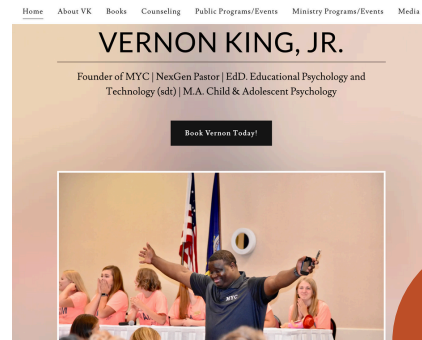 Home About VK Books Counseling Public Programs/Events Ministry Programs/Events Media
VERNON KING, JR.
Founder of MYC | NexGen Pastor | EdD. Educational Psychology and
Technology (sdt) | M.A. Child & Adolescent Psychology
Book Vernon Today!
MYC